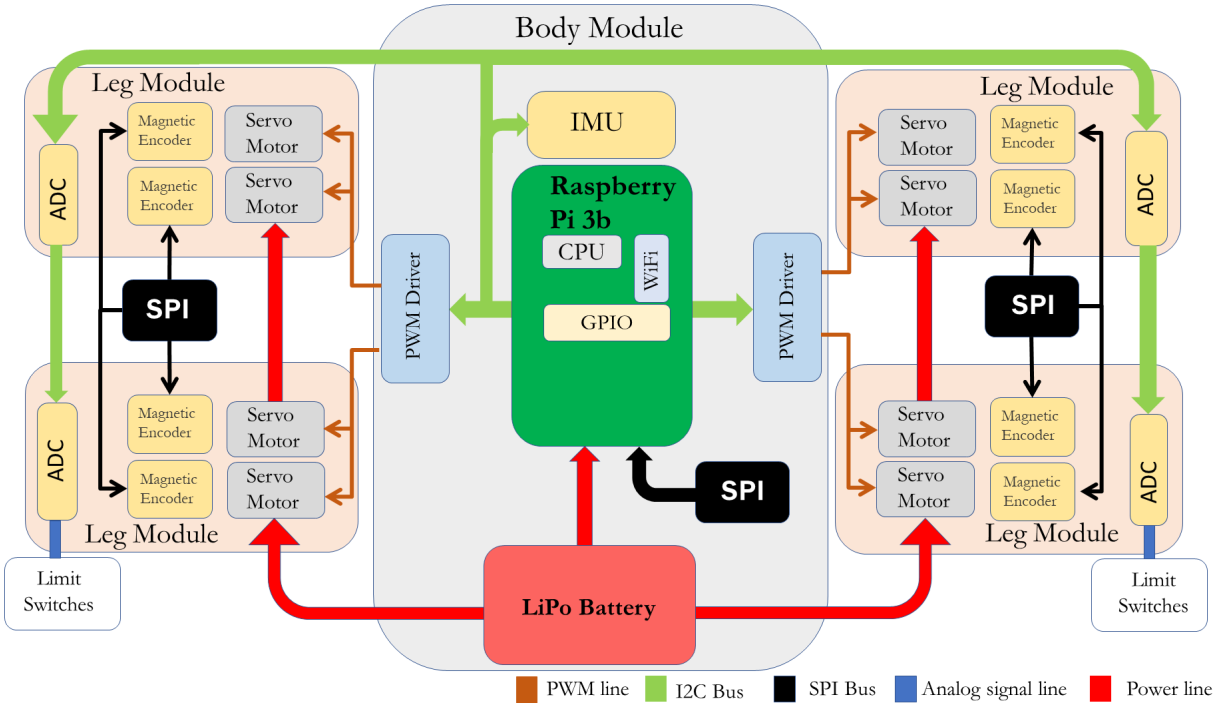 Body Module
Leg Module
Magnetic
Encoder
Servo
Motor
Magnetic
Encoder
Servo
Motor
ADC
SPI
Magnetic
Encoder
Servo
Motor
Magnetic
Encoder
Servo
Motor
ADC
Leg Module
Limit
Switches
PWM Driver
IMU
Raspberry
Pi 3b
CPU
WiFi
GPIO
PWM Driver
SPI
LiPo Battery
Leg Module
Servo
Motor
Magnetic
Encoder
Servo
Motor
Magnetic
Encoder
ADC
SPI
Servo
Motor
Magnetic
Encoder
Servo
Motor
Magnetic
Encoder
ADC
Leg Module
Limit
Switches
PWM line
I2C Bus
SPI Bus
Analog signal line
Power line